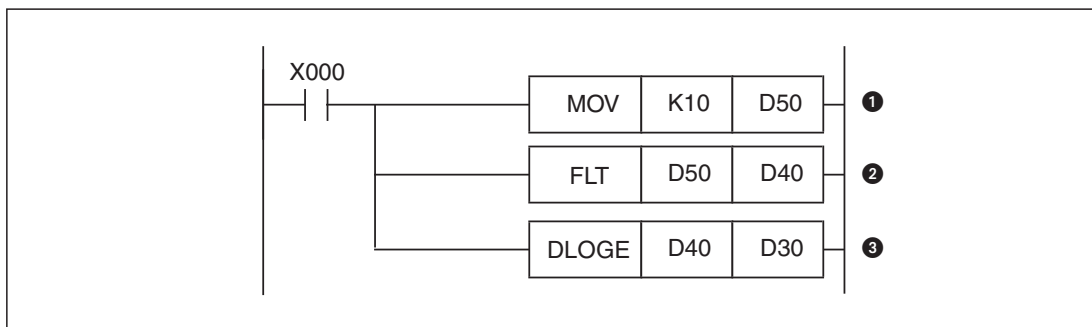 X000
MOV K10 D50 ❶
FLT D50 D40 ❷
DLOGE D40 D30 ❸